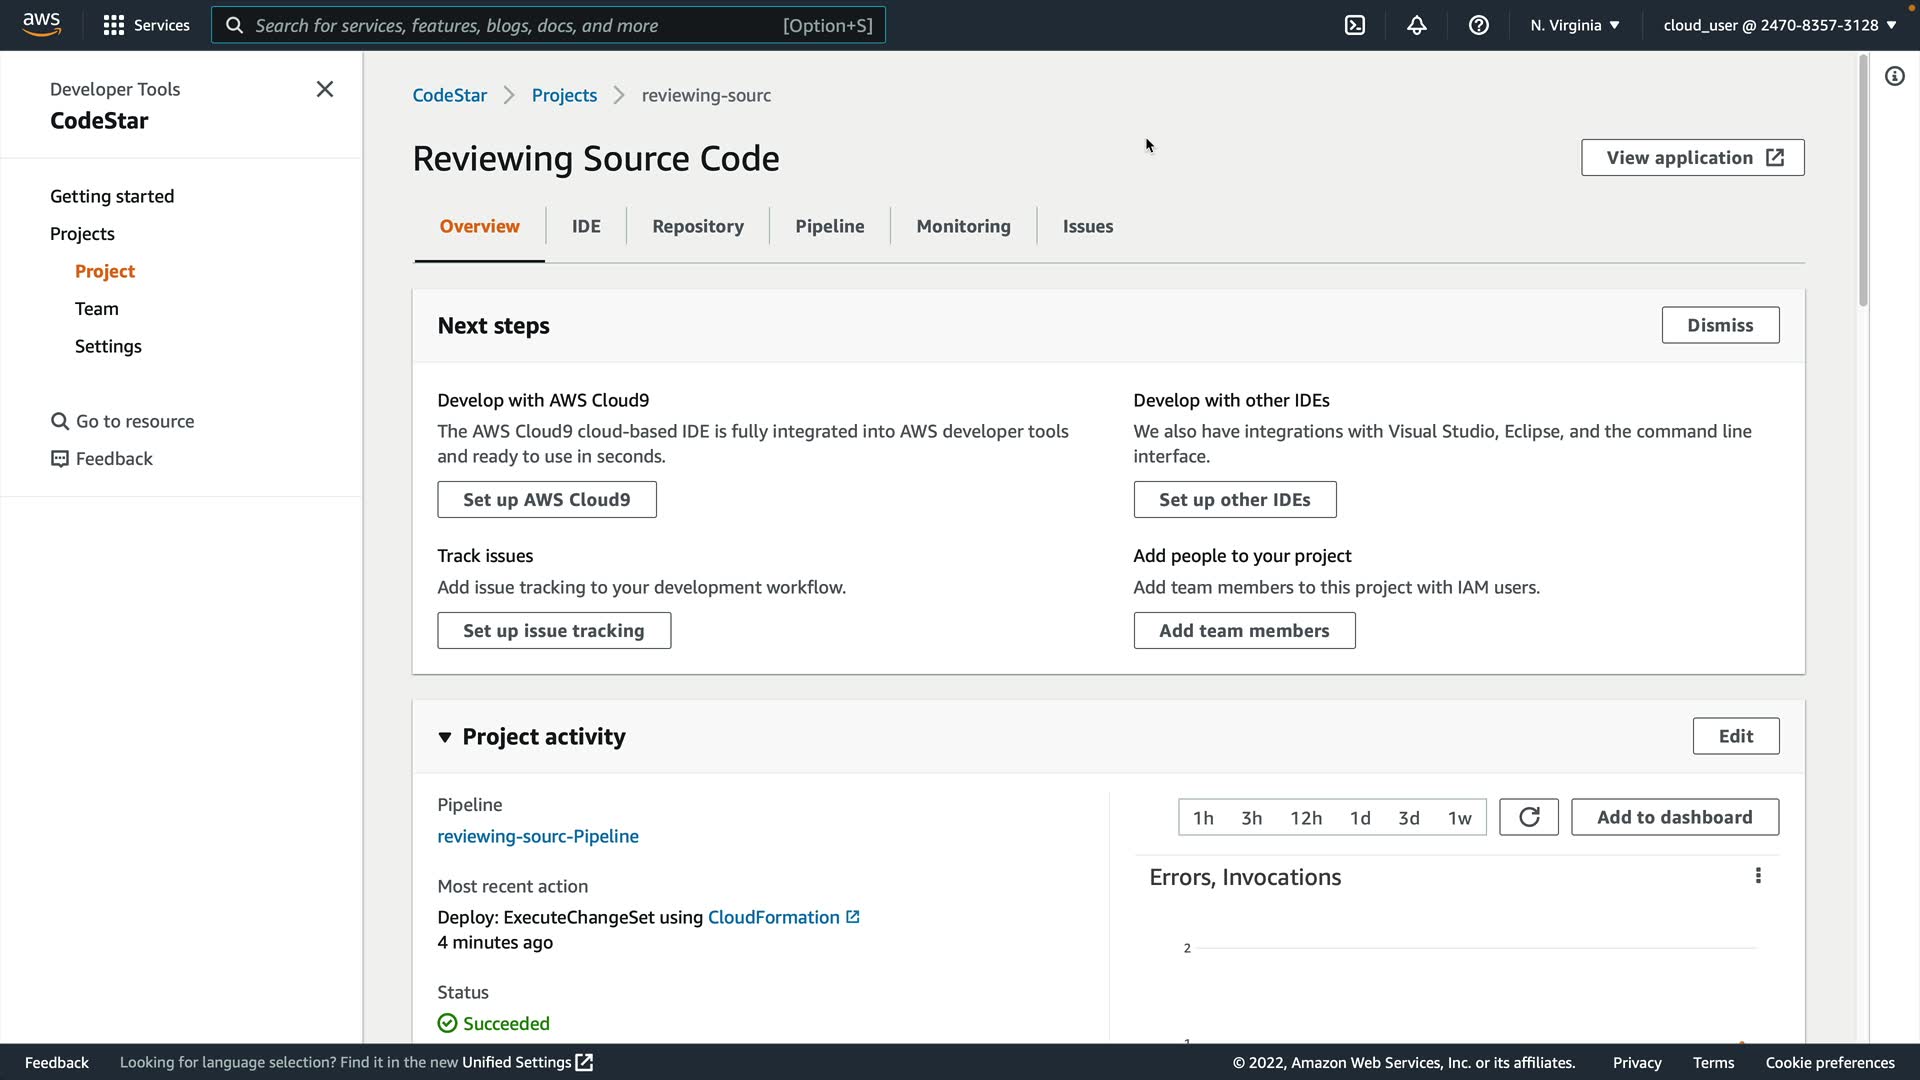 aws
Services
Search for services, features, blogs, docs, and more
[Option+S]
N. Virginia ▼
cloud_user @ 2470-8357-3128 ▼
Developer Tools
CodeStar
Getting started
Projects
Project
Team
Settings
Go to resource
Feedback
CodeStar > Projects > reviewing-sourc
Reviewing Source Code
View application
Overview
IDE
Repository
Pipeline
Monitoring
Issues
Next steps
Dismiss
Develop with AWS Cloud9
The AWS Cloud9 cloud-based IDE is fully integrated into AWS developer tools
and ready to use in seconds.
Set up AWS Cloud9
Develop with other IDEs
We also have integrations with Visual Studio, Eclipse, and the command line
interface.
Set up other IDEs
Track issues
Add issue tracking to your development workflow.
Set up issue tracking
Add people to your project
Add team members to this project with IAM users.
Add team members
▼ Project activity
Edit
Pipeline
reviewing-sourc-Pipeline
Most recent action
Deploy: ExecuteChangeSet using CloudFormation
4 minutes ago
Status
Succeeded
1h 3h 12h 1d 3d 1w
Add to dashboard
Errors, Invocations
2
1
Feedback
Looking for language selection? Find it in the new Unified Settings
© 2022, Amazon Web Services, Inc. or its affiliates.
Privacy
Terms
Cookie preferences